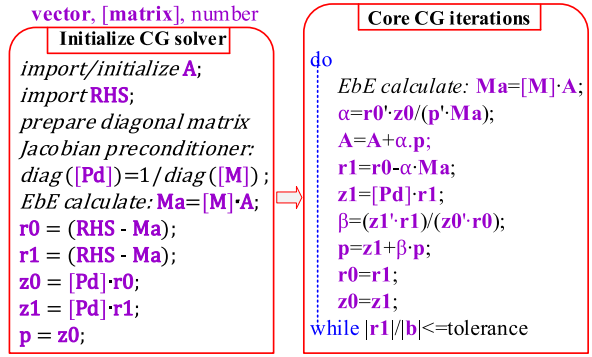 vector, [matrix], number
Initialize CG solver
import/initialize A;
import RHS;
prepare diagonal matrix
Jacobian preconditioner:
diag([Pd])=1/diag([M]);
EbE calculate: Ma=[M]·A;
r0 = (RHS - Ma);
r1 = (RHS - Ma);
z0 = [Pd]·r0;
z1 = [Pd]·r1;
p = z0;
Core CG iterations
do
EbE calculate: Ma=[M]·A;
α=r0'·z0/(p'·Ma);
A=A+α.p;
r1=r0-α·Ma;
z1=[Pd]·r1;
β=(z1'·r1)/(z0'·r0);
p=z1+β·p;
r0=r1;
z0=z1;
while |r1|/|b|<=tolerance